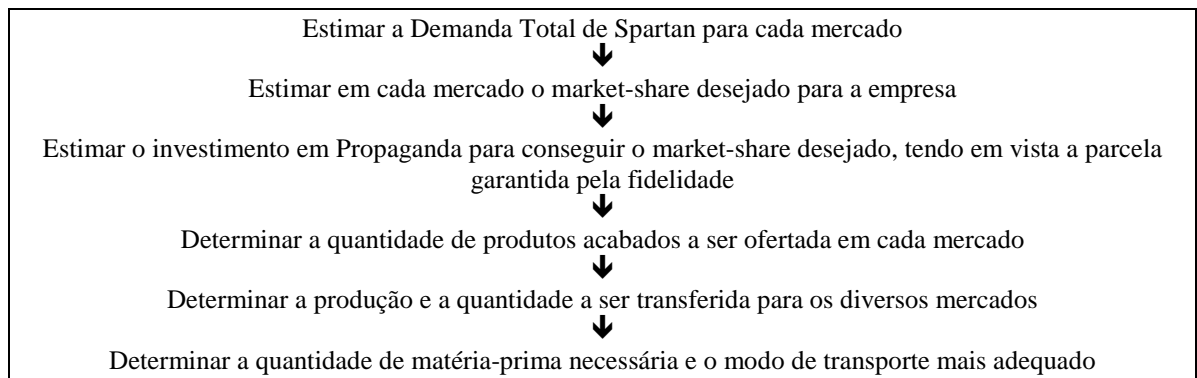 Estimar a Demanda Total de Spartan para cada mercado
Estimar em cada mercado o market-share desejado para a empresa
Estimar o investimento em Propaganda para conseguir o market-share desejado, tendo em vista a parcela
garantida pela fidelidade
Determinar a quantidade de produtos acabados a ser ofertada em cada mercado
Determinar a produção e a quantidade a ser transferida para os diversos mercados
Determinar a quantidade de matéria-prima necessária e o modo de transporte mais adequado